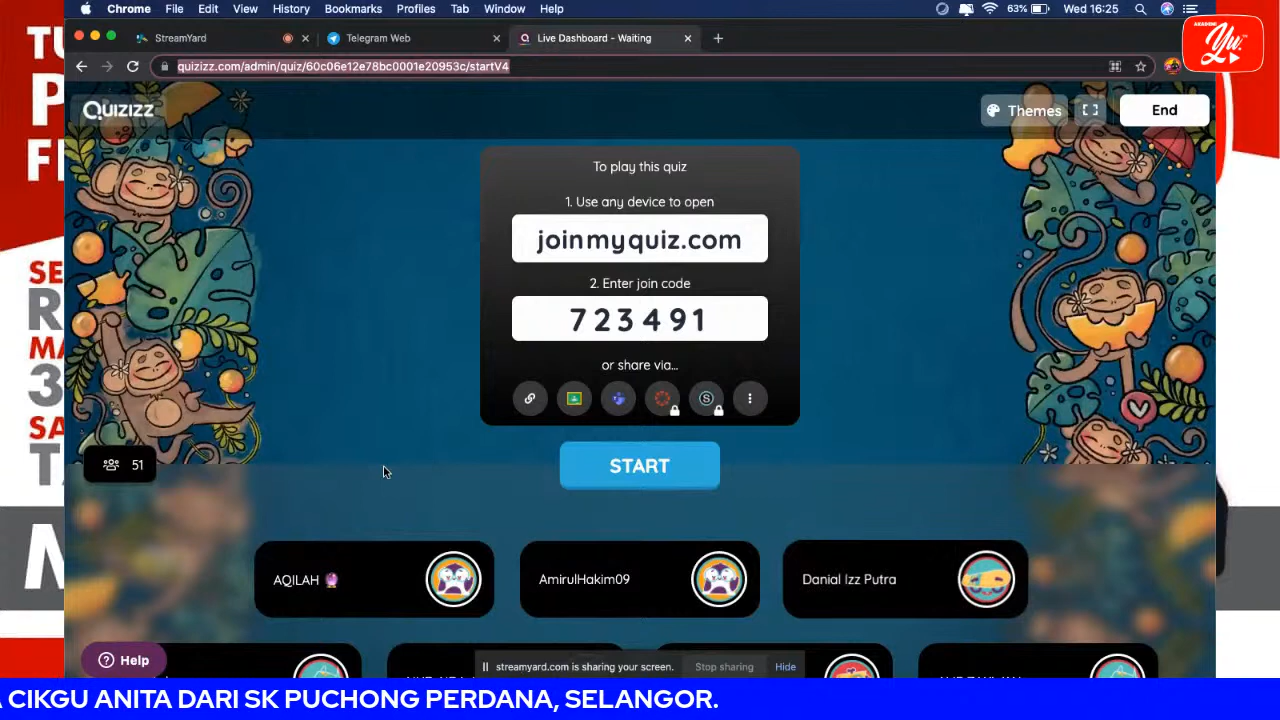 Chrome File Edit View History Bookmarks Profiles Tab Window Help
63% Wed 16:25
StreamYard
Telegram Web
Live Dashboard - Waiting
quizizz.com/admin/quiz/60c06e12e78bc0001e20953c/startV4
AKADEMI
Yu.
QUIZIZZ
Themes
End
To play this quiz
1. Use any device to open
joinmyquiz.com
2. Enter join code
723491
or share via...
START
51
AQILAH
AmirulHakim09
Danial Izz Putra
Help
streamyard.com is sharing your screen.
Stop sharing
Hide
CIKGU ANITA DARI SK PUCHONG PERDANA, SELANGOR.